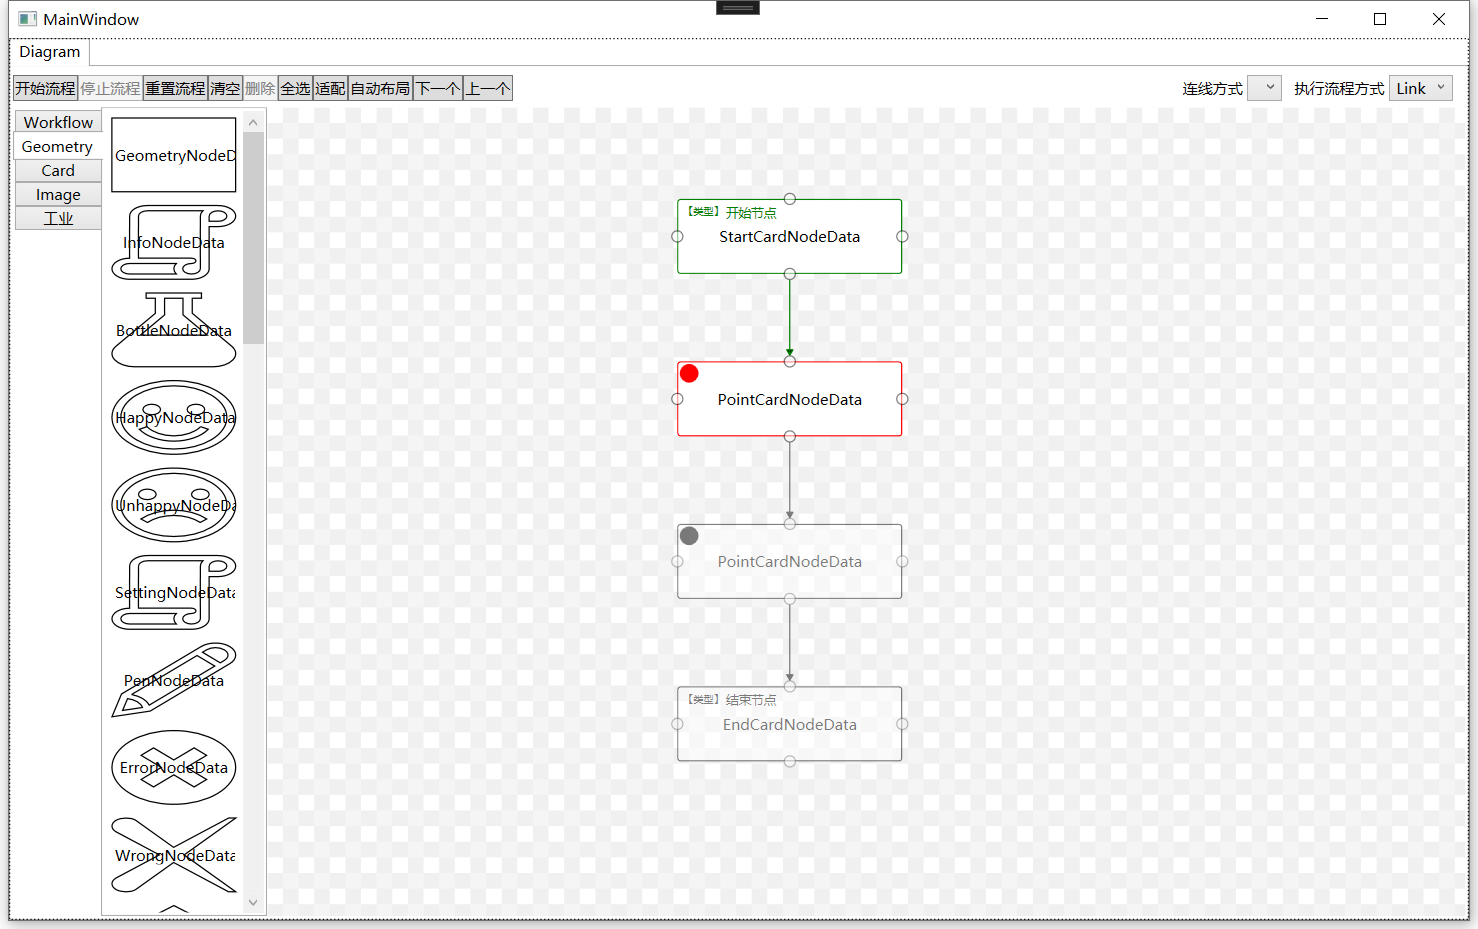 MainWindow
Diagram
开始流程 停止流程 重置流程 清空 删除 全选 适配 自动布局 下一个 上一个 连线方式 执行流程方式 Link
Workflow
Geometry
Card
Image
工业
GeometryNodeD
InfoNodeData
BottleNodeData
HappyNodeData
UnhappyNodeDa
SettingNodeData
PenNodeData
ErrorNodeData
WrongNodeData
【类型】开始节点
StartCardNodeData
PointCardNodeData
PointCardNodeData
【类型】结束节点
EndCardNodeData